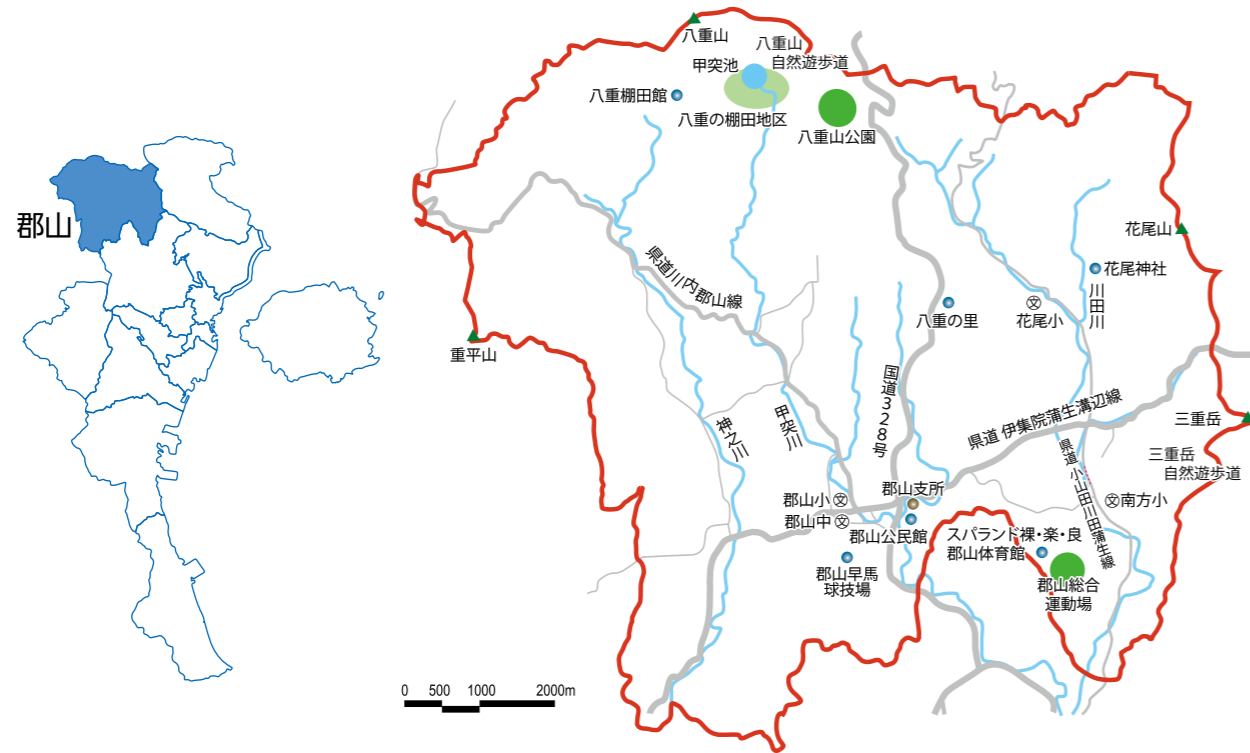 郡山
八重山
八重山
自然遊歩道
甲突池
八重棚田館
八重の棚田地区
八重山公園
花尾山
花尾神社
川田川
県道川内郡山線
八重の里
花尾小
重平山
国道328号
県道 伊集院蒲生溝辺線
神之川
甲突川
三重岳
三重岳
自然遊歩道
県道 小山田川田蒲生線
郡山小
郡山支所
南方小
郡山中
郡山公民館
スパランド裸・楽・良
郡山体育館
郡山早馬
球技場
郡山総合
運動場
0 500 1000 2000m